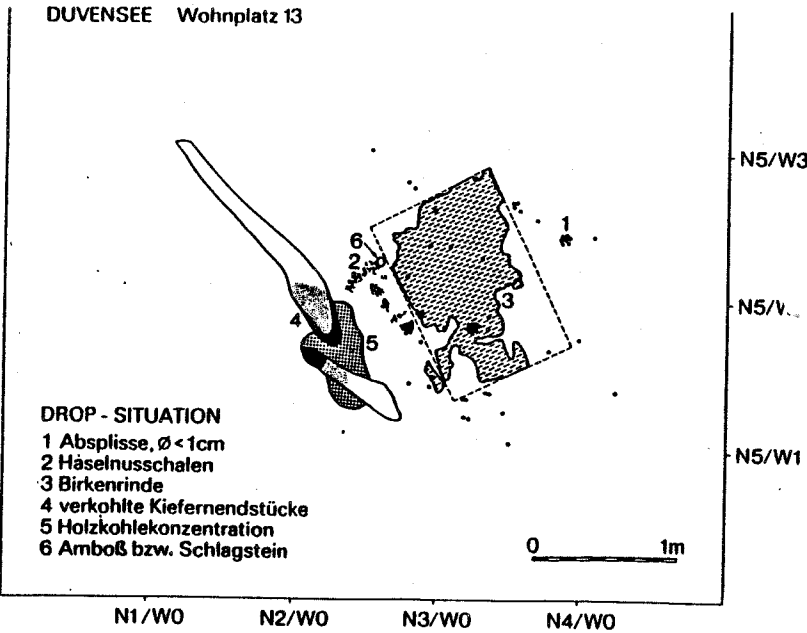 DUVENSEE Wohnplatz 13
N5/W3
1
6
2
3
N5/
4
5
DROP - SITUATION
1 Absplisse, Ø < 1cm
2 Haselnusschalen
3 Birkenrinde
4 verkohlte Kiefernendstücke
5 Holzkohlekonzentration
6 Amboß bzw. Schlagstein
N5/W1
0 1m
N1/W0 N2/W0 N3/W0 N4/W0